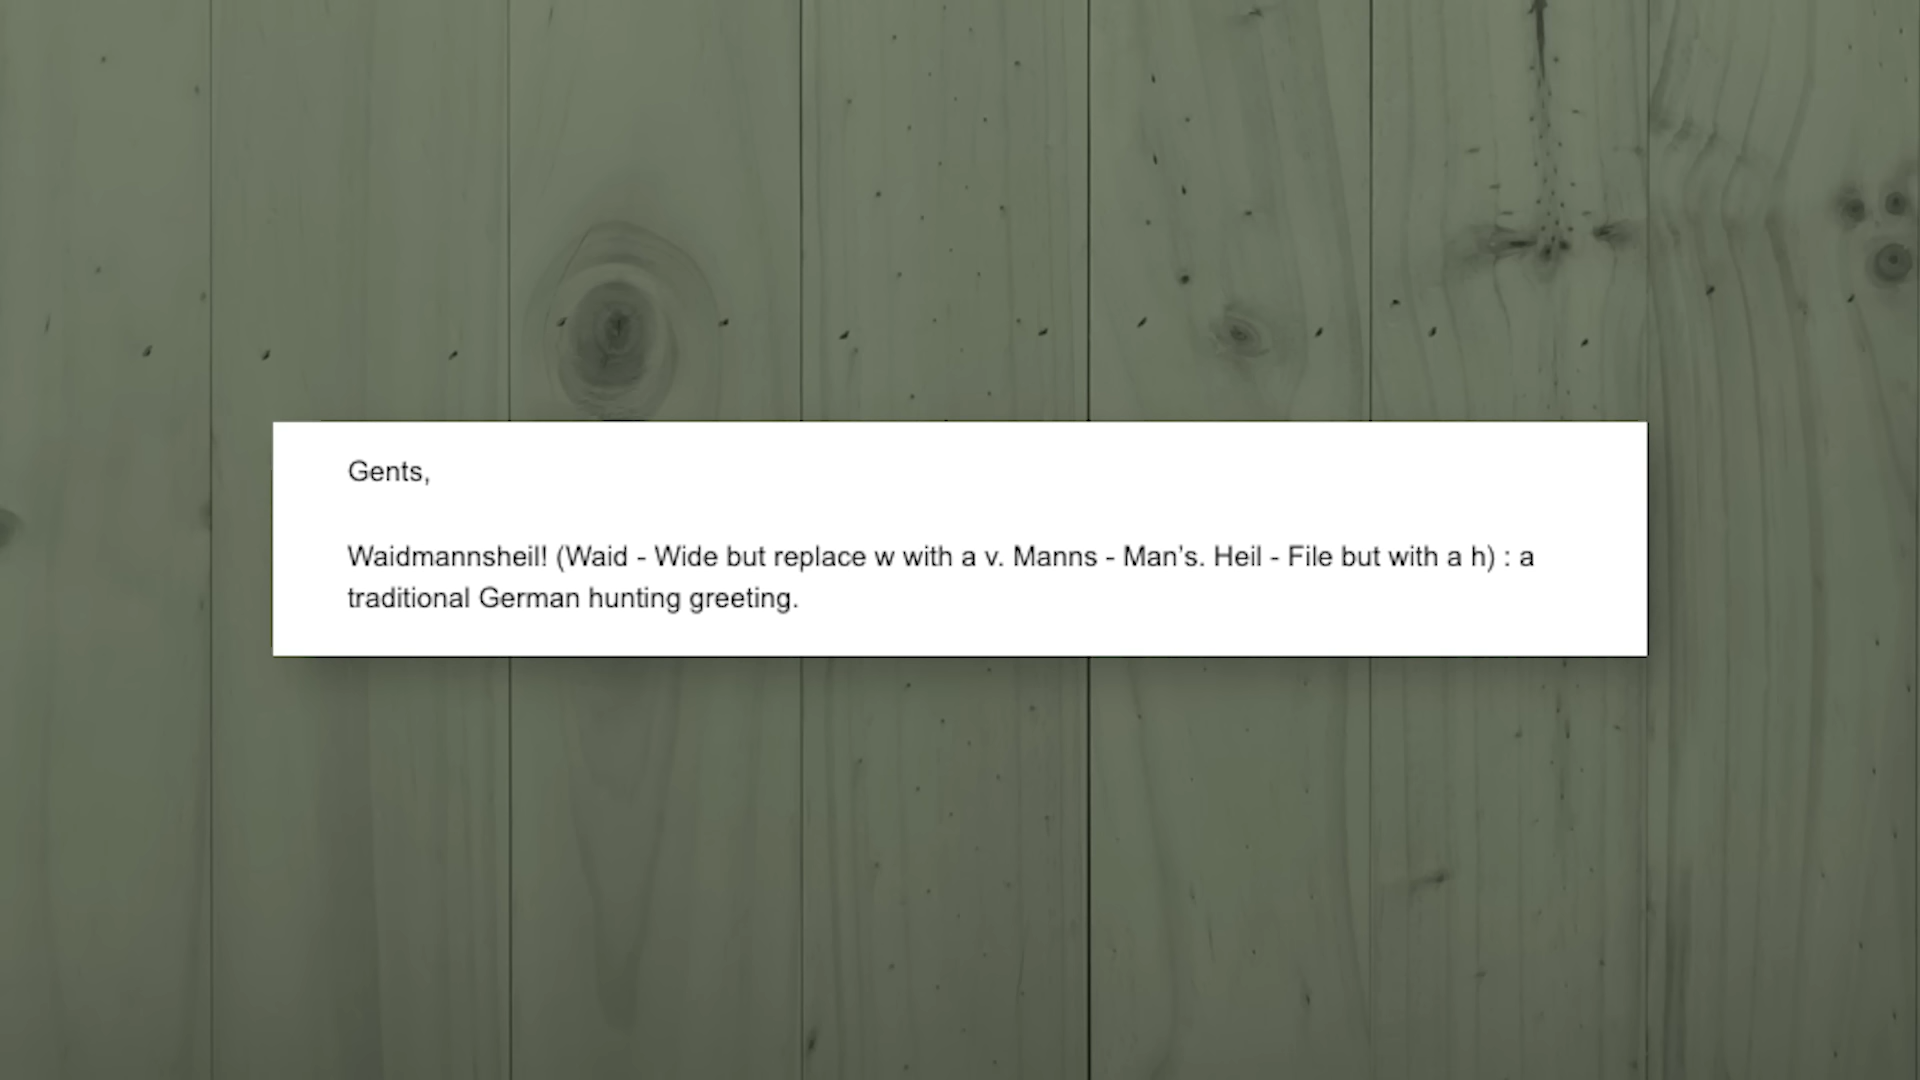 Gents,
Waidmannsheil! (Waid - Wide but replace w with a v. Manns - Man’s. Heil - File but with a h) : a
traditional German hunting greeting.